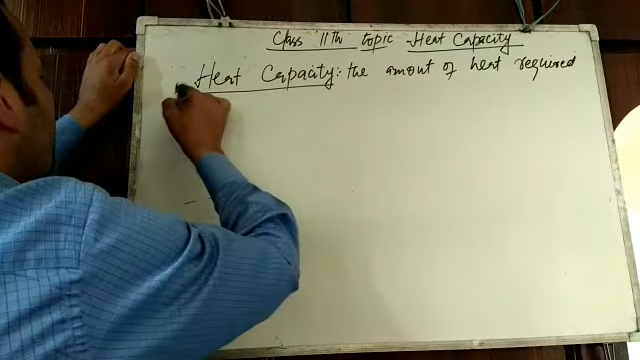 Class 11th topic Heat Capacity
Heat Capacity: the amount of heat required